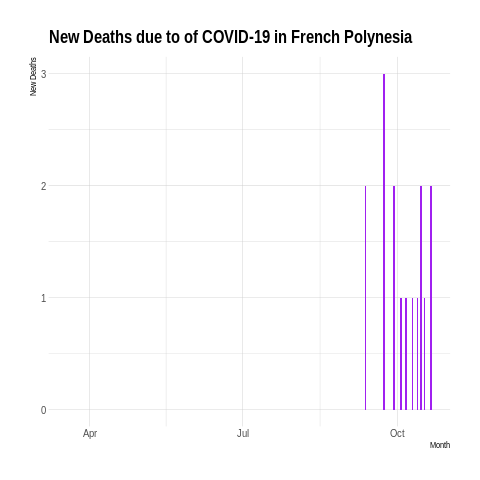 New Deaths due to of COVID-19 in French Polynesia
New Deaths
3
2
1
0
Apr Jul Oct
Month